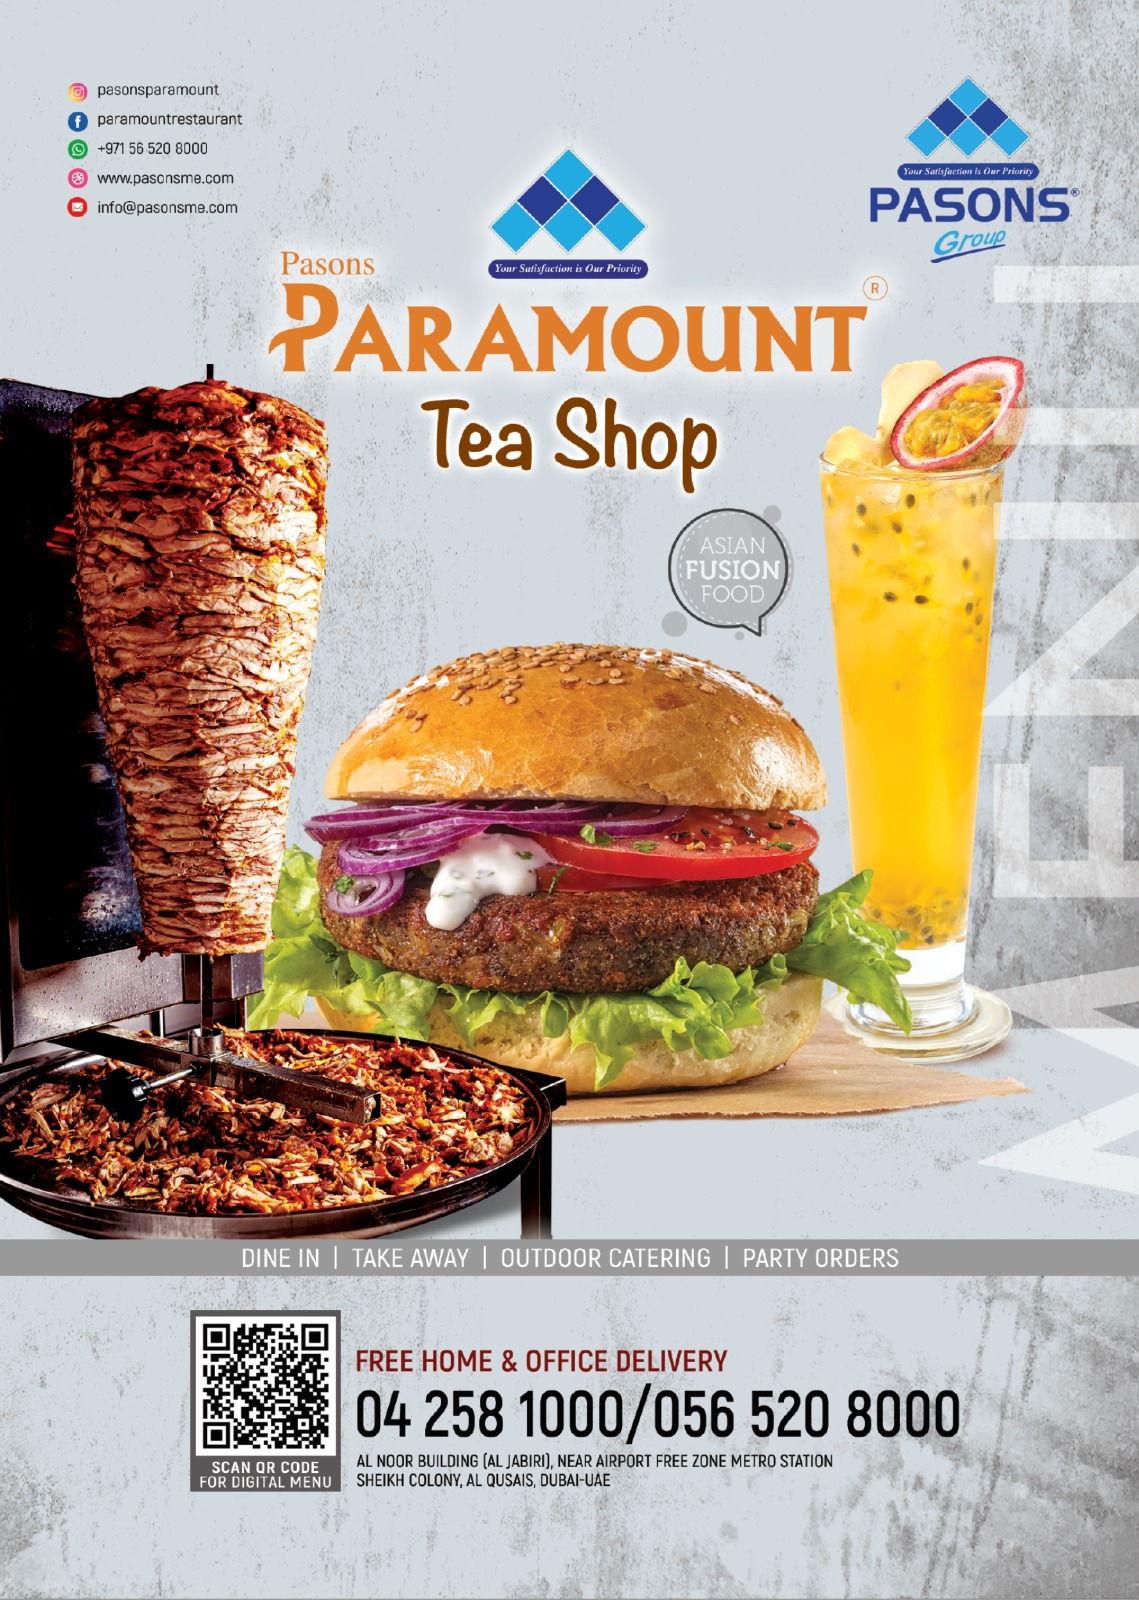 pasonsparamount
paramountrestaurant
+971 56 520 8000
www.pasonsme.com
info@pasonsme.com
Your Satisfaction is Our Priority
PASONS®
Group
Your Satisfaction is Our Priority
Pasons
PARAMOUNT®
Tea Shop
ASIAN
FUSION
FOOD
MENU
DINE IN | TAKE AWAY | OUTDOOR CATERING | PARTY ORDERS
SCAN QR CODE
FOR DIGITAL MENU
FREE HOME & OFFICE DELIVERY
04 258 1000/056 520 8000
AL NOOR BUILDING (AL JABIRI), NEAR AIRPORT FREE ZONE METRO STATION
SHEIKH COLONY, AL QUSAIS, DUBAI-UAE